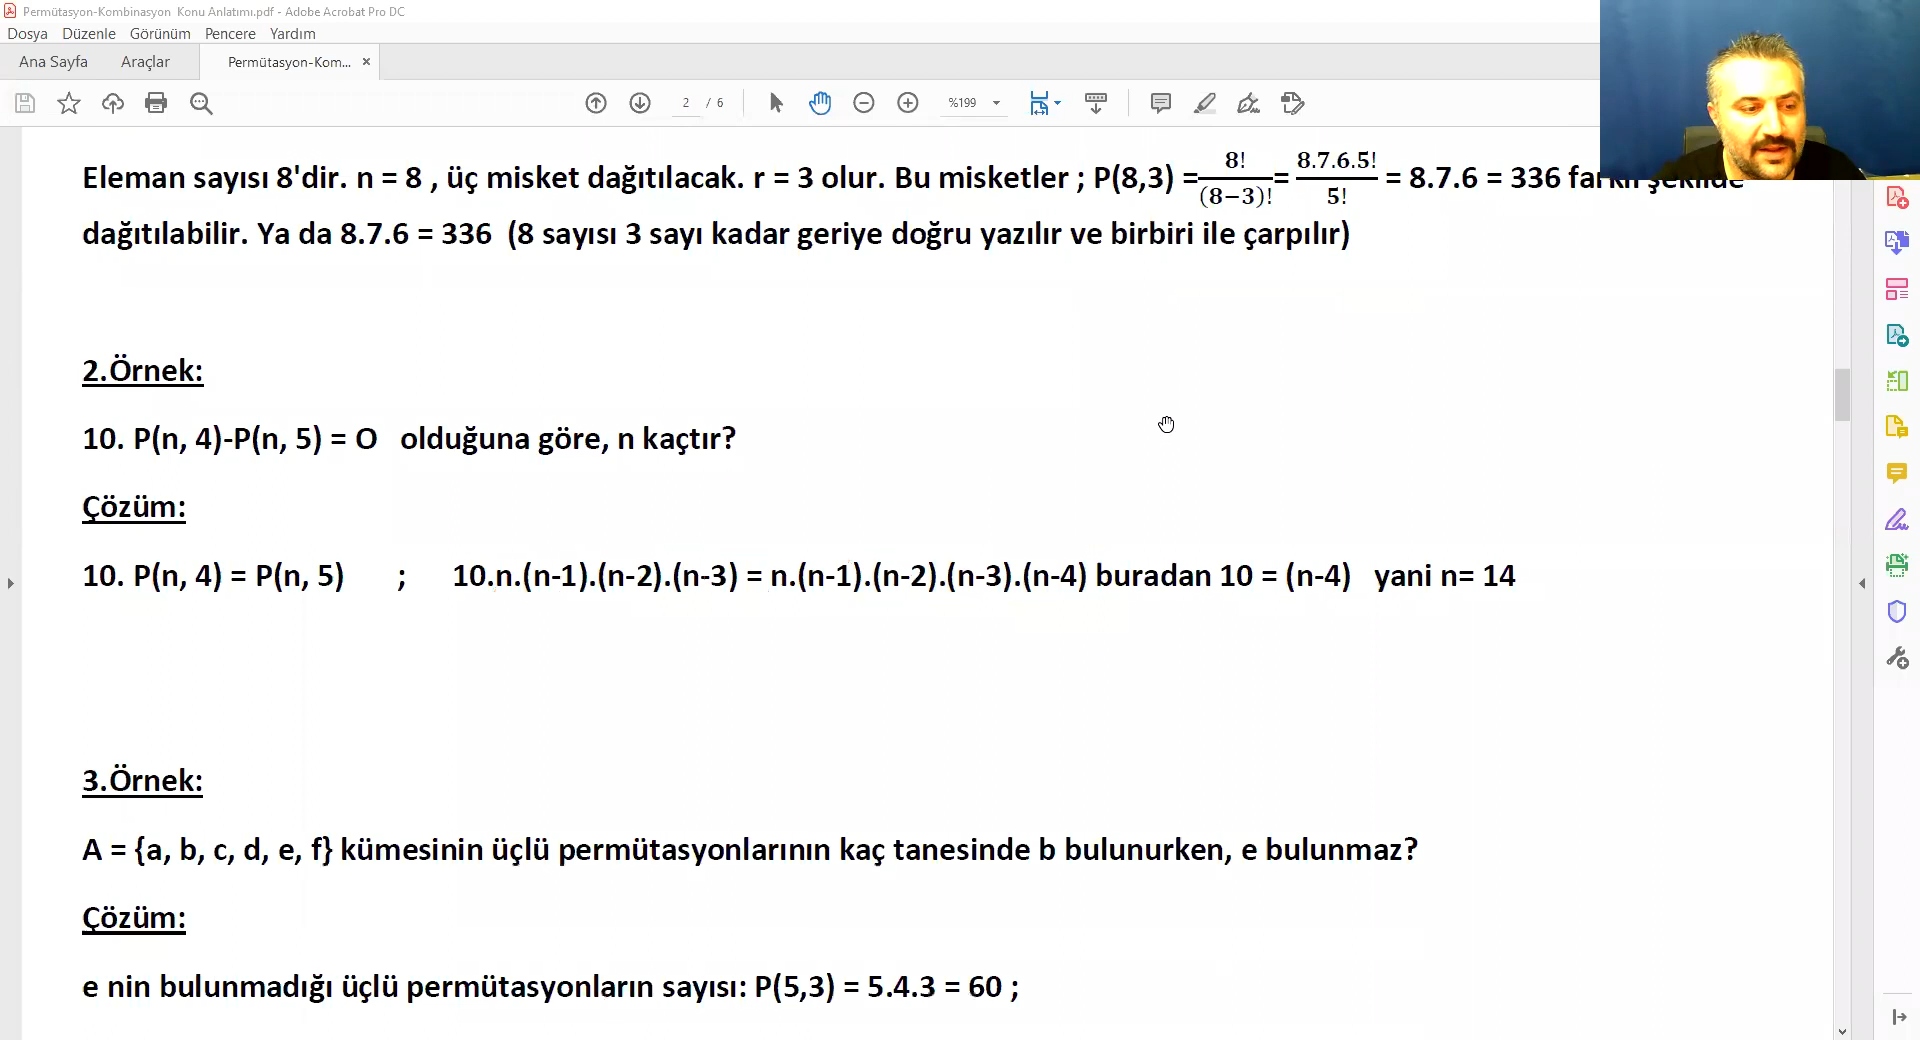 Permütasyon-Kombinasyon Konu Anlatımı.pdf - Adobe Acrobat Pro DC
Dosya Düzenle Görünüm Pencere Yardım
Ana Sayfa Araçlar Permütasyon-Kom... ×
2 / 6 %199
Eleman sayısı 8'dir. n = 8 , üç misket dağıtılacak. r = 3 olur. Bu misketler ; P(8,3) = 8!/(8−3)! = 8.7.6.5!/5! = 8.7.6 = 336 farklı şekilde
dağıtılabilir. Ya da 8.7.6 = 336 (8 sayısı 3 sayı kadar geriye doğru yazılır ve birbiri ile çarpılır)
2.Örnek:
10. P(n, 4)-P(n, 5) = O olduğuna göre, n kaçtır?
Çözüm:
10. P(n, 4) = P(n, 5) ; 10.n.(n-1).(n-2).(n-3) = n.(n-1).(n-2).(n-3).(n-4) buradan 10 = (n-4) yani n= 14
3.Örnek:
A = {a, b, c, d, e, f} kümesinin üçlü permütasyonlarının kaç tanesinde b bulunurken, e bulunmaz?
Çözüm:
e nin bulunmadığı üçlü permütasyonların sayısı: P(5,3) = 5.4.3 = 60 ;